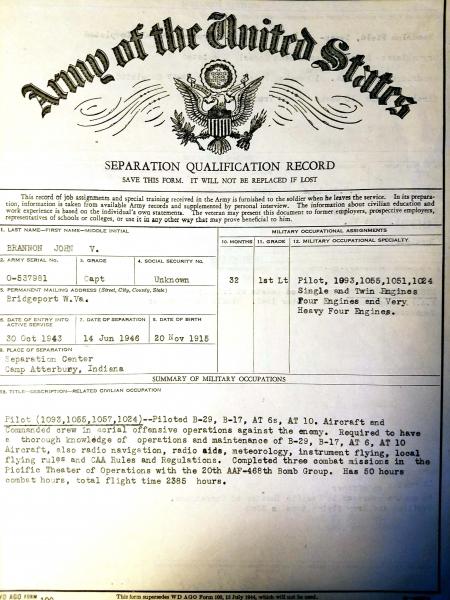 Army of the United States
SEPARATION QUALIFICATION RECORD
SAVE THIS FORM. IT WILL NOT BE REPLACED IF LOST
This record of job assignments and special training received in the Army is furnished to the soldier when he leaves the service. In its prepara-
tion, information is taken from available Army records and supplemented by personal interview. The information about civilian education and
work experience is based on the individual's own statements. The veteran may present this document to former employers, prospective employers,
representatives of schools or colleges, or use it in any other way that may prove beneficial to him.
1. LAST NAME—FIRST NAME—MIDDLE INITIAL
BRANNON JOHN V.
2. ARMY SERIAL NO. 3. GRADE 4. SOCIAL SECURITY NO.
O-537981 Capt Unknown
5. PERMANENT MAILING ADDRESS (Street, City, County, State)
Bridgeport W.Va.
6. DATE OF ENTRY INTO ACTIVE SERVICE 7. DATE OF SEPARATION 8. DATE OF BIRTH
30 Oct 1943 14 Jun 1946 20 Nov 1915
9. PLACE OF SEPARATION
Separation Center
Camp Atterbury, Indiana
MILITARY OCCUPATIONAL ASSIGNMENTS
10. MONTHS 11. GRADE 12. MILITARY OCCUPATIONAL SPECIALTY
32 1st Lt Pilot, 1093,1055,1051,1024
Single and Twin Engines
Four Engines and Very
Heavy Four Engines.
SUMMARY OF MILITARY OCCUPATIONS
13. TITLE—DESCRIPTION—RELATED CIVILIAN OCCUPATION
Pilot (1093,1055,1057,1024)--Piloted B-29, B-17, AT 6s, AT 10. Aircraft and
Commanded crew in aerial offensive operations against the enemy. Required to have
a thorough knowledge of operations and maintenance of B-29, B-17, AT 6, AT 10
Aircraft, also radio navigation, radio aids, meteorology, instrument flying, local
flying rules and CAA Rules and Regulations. Completed three combat missions in the
Picific Theater of Operations with the 20th AAF-468th Bomb Group. Has 50 hours
combat hours, total flight time 2385 hours.
WD AGO FORM 100
This form supersedes WD AGO Form 100, 15 July 1944, which will not be used.